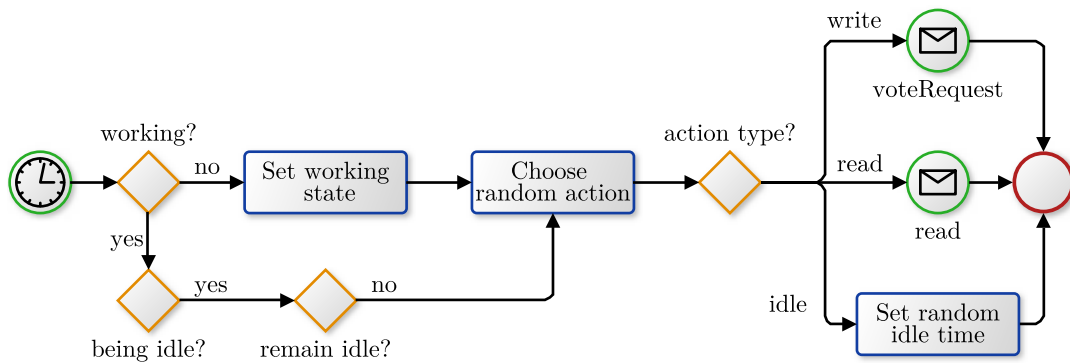 write
voteRequest
working?
action type?
no
Set working
state
Choose
random action
read
read
yes
yes
no
being idle?
remain idle?
idle
Set random
idle time